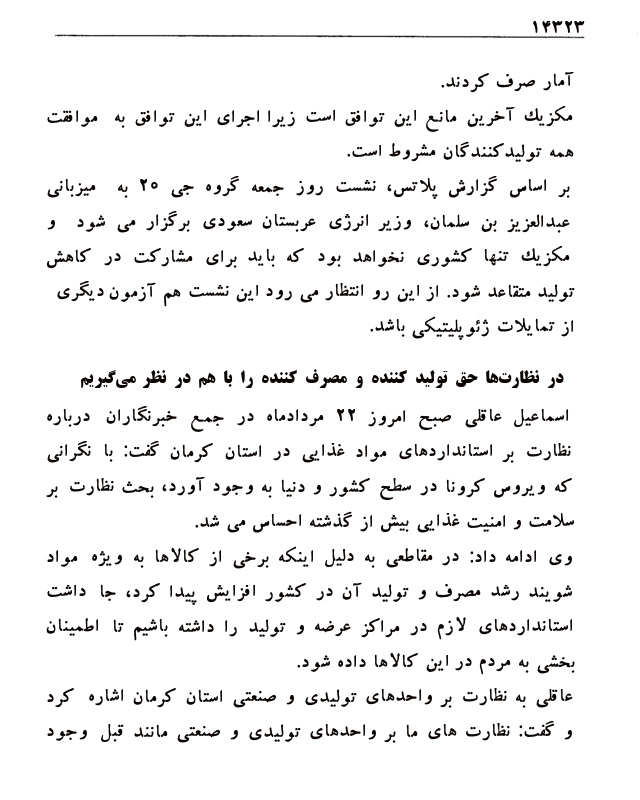 ۱۴۳۲۳
آمار صرف کردند.
مکزیك آخرین مانع این توافق است زیرا اجرای این توافق به موافقت
همه تولیدکنندگان مشروط است.
بر اساس گزارش پلاتس، نشست روز جمعه گروه جی ۲۰ به میزبانی
عبدالعزیز بن سلمان، وزیر انرژی عربستان سعودی برگزار می شود و
مکزیك تنها کشوری نخواهد بود که باید برای مشارکت در کاهش
تولید متقاعد شود. از این رو انتظار می رود این نشست هم آزمون دیگری
از تمایلات ژئوپلیتیکی باشد.
در نظارت‌ها حق تولید کننده و مصرف کننده را با هم در نظر می‌گیریم
اسماعیل عاقلی صبح امروز ۲۲ مردادماه در جمع خبرنگاران درباره
نظارت بر استانداردهای مواد غذایی در استان کرمان گفت: با نگرانی
که ویروس کرونا در سطح کشور و دنیا به وجود آورد، بحث نظارت بر
سلامت و امنیت غذایی بیش از گذشته احساس می شد.
وی ادامه داد: در مقاطعی به دلیل اینکه برخی از کالاها به ویژه مواد
شویند رشد مصرف و تولید آن در کشور افزایش پیدا کرد، جا داشت
استانداردهای لازم در مراکز عرضه و تولید را داشته باشیم تا اطمینان
بخشی به مردم در این کالاها داده شود.
عاقلی به نظارت بر واحدهای تولیدی و صنعتی استان کرمان اشاره کرد
و گفت: نظارت های ما بر واحدهای تولیدی و صنعتی مانند قبل وجود